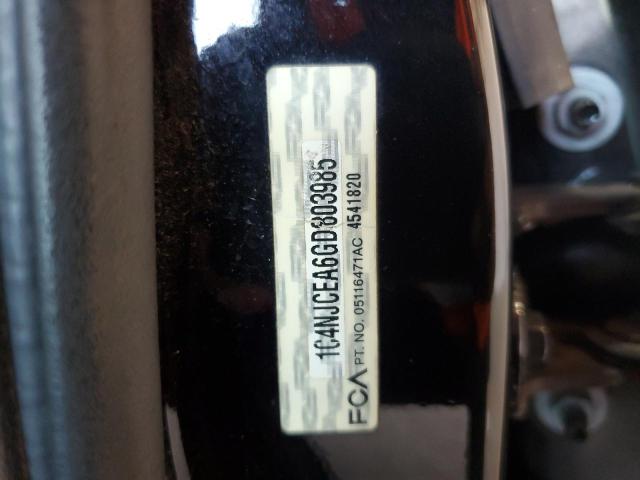 1C4NJCEA6GD803985
FCA PT. NO. 05116471AC 4541820